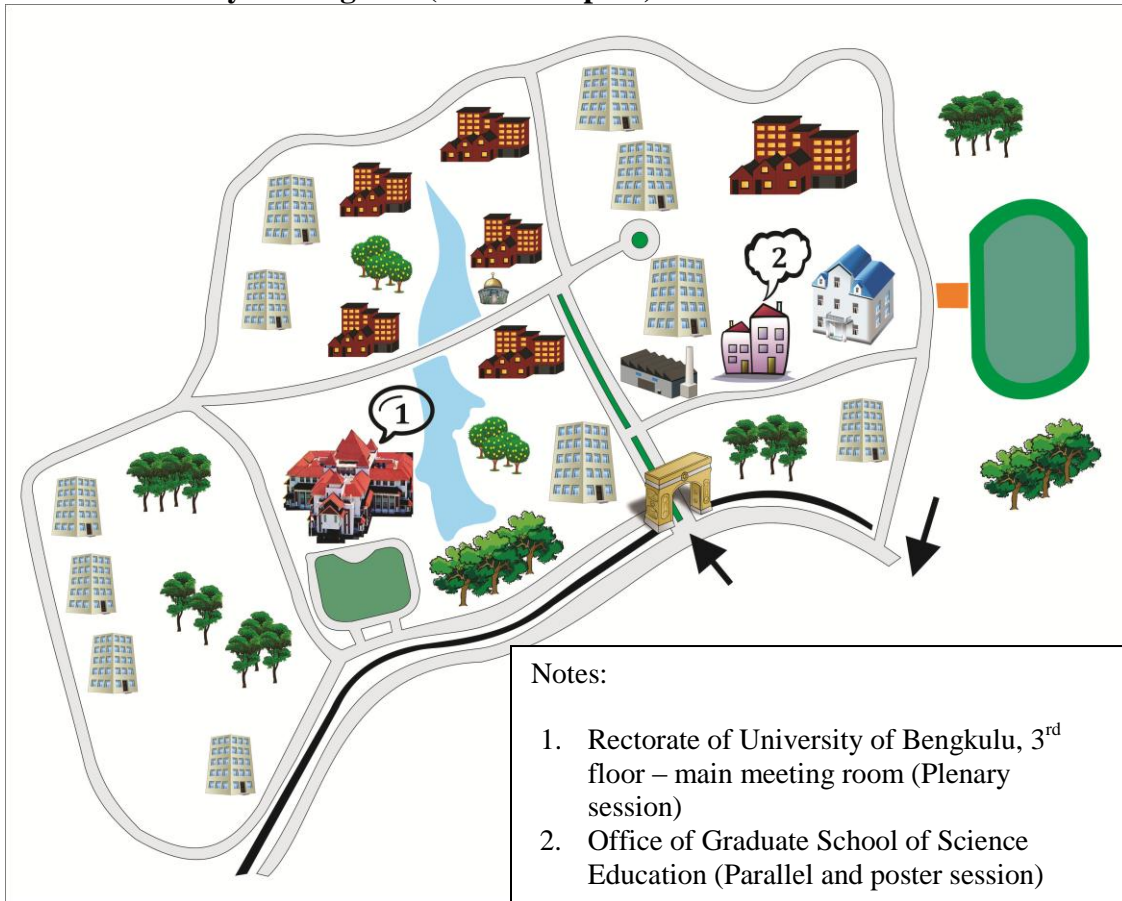 2
1
Notes:
1. Rectorate of University of Bengkulu, 3rd
floor – main meeting room (Plenary
session)
2. Office of Graduate School of Science
Education (Parallel and poster session)